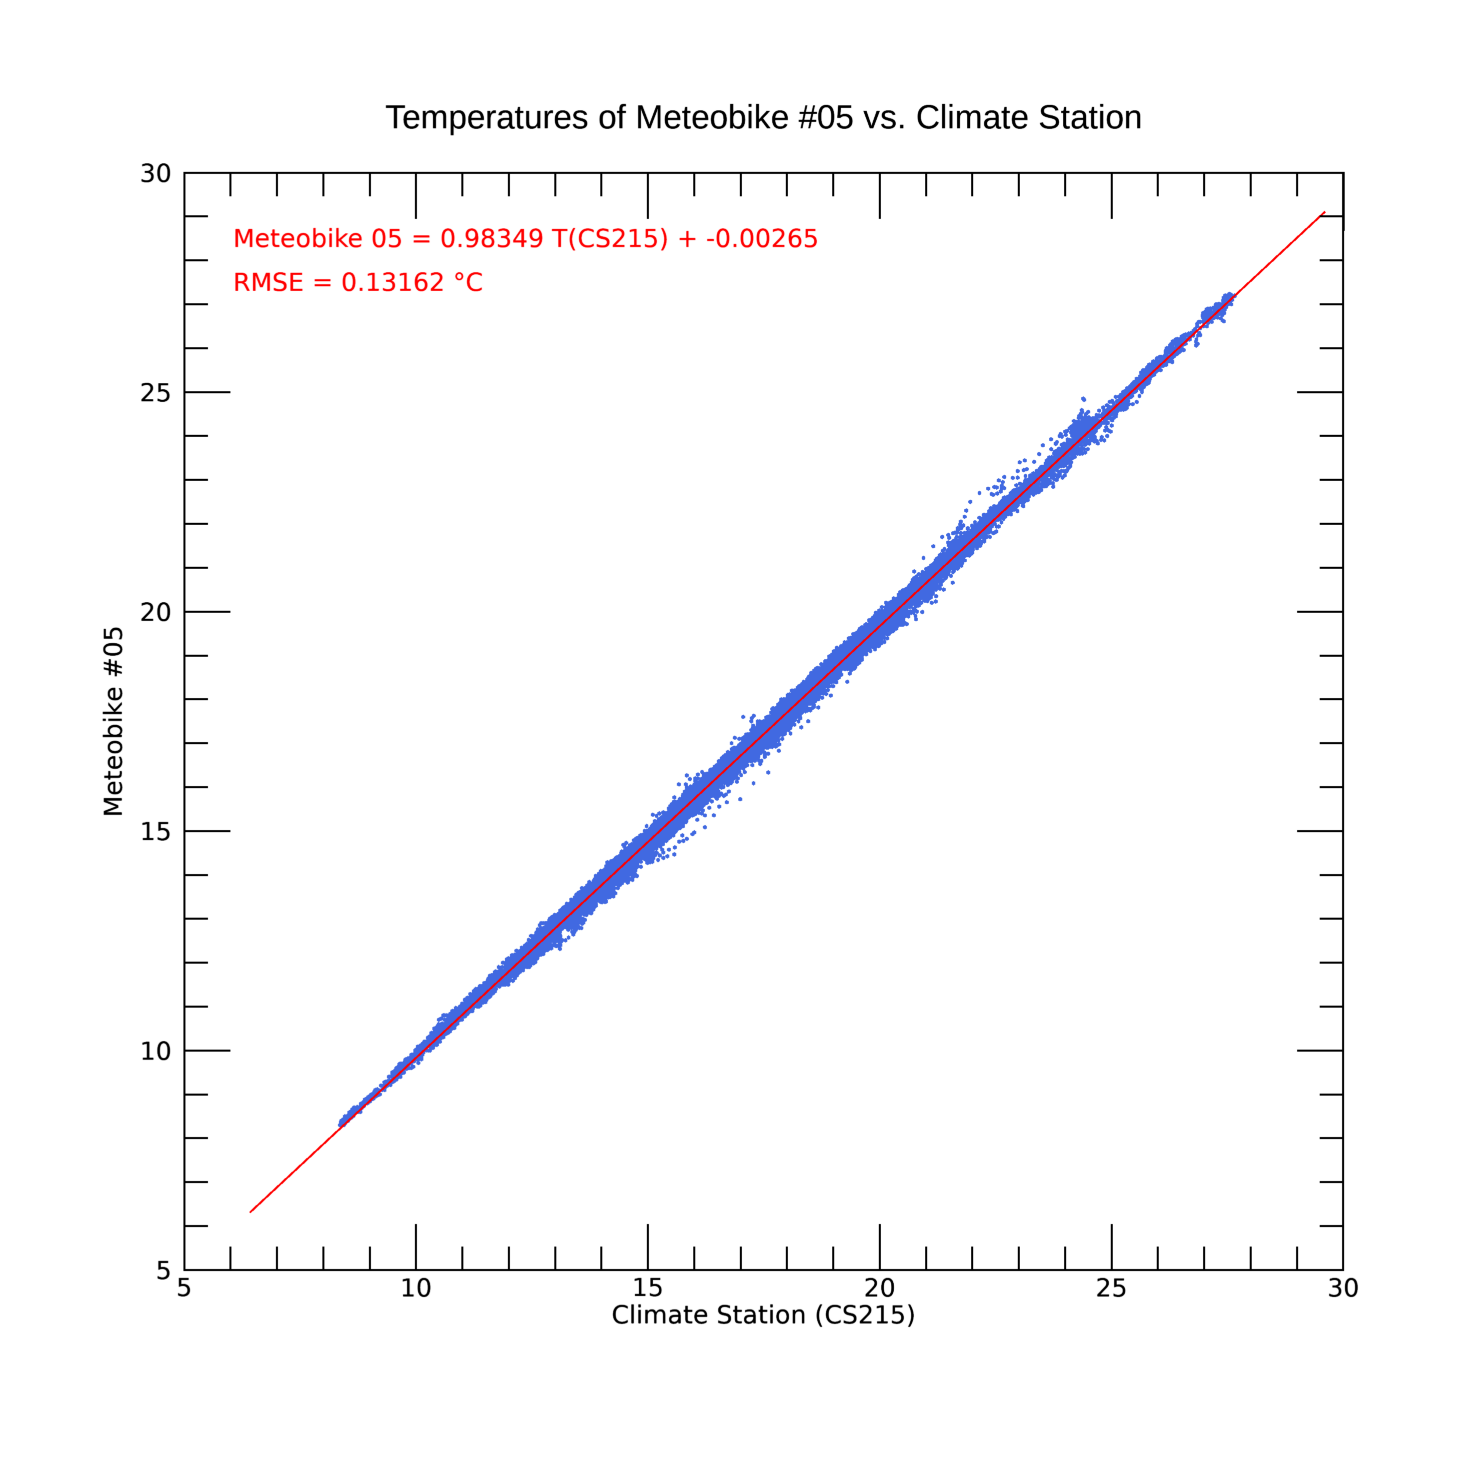 Temperatures of Meteobike #05 vs. Climate Station
30
Meteobike 05 = 0.98349 T(CS215) + -0.00265
RMSE = 0.13162 °C
25
20
Meteobike #05
15
10
5
5 10 15 20 25 30
Climate Station (CS215)